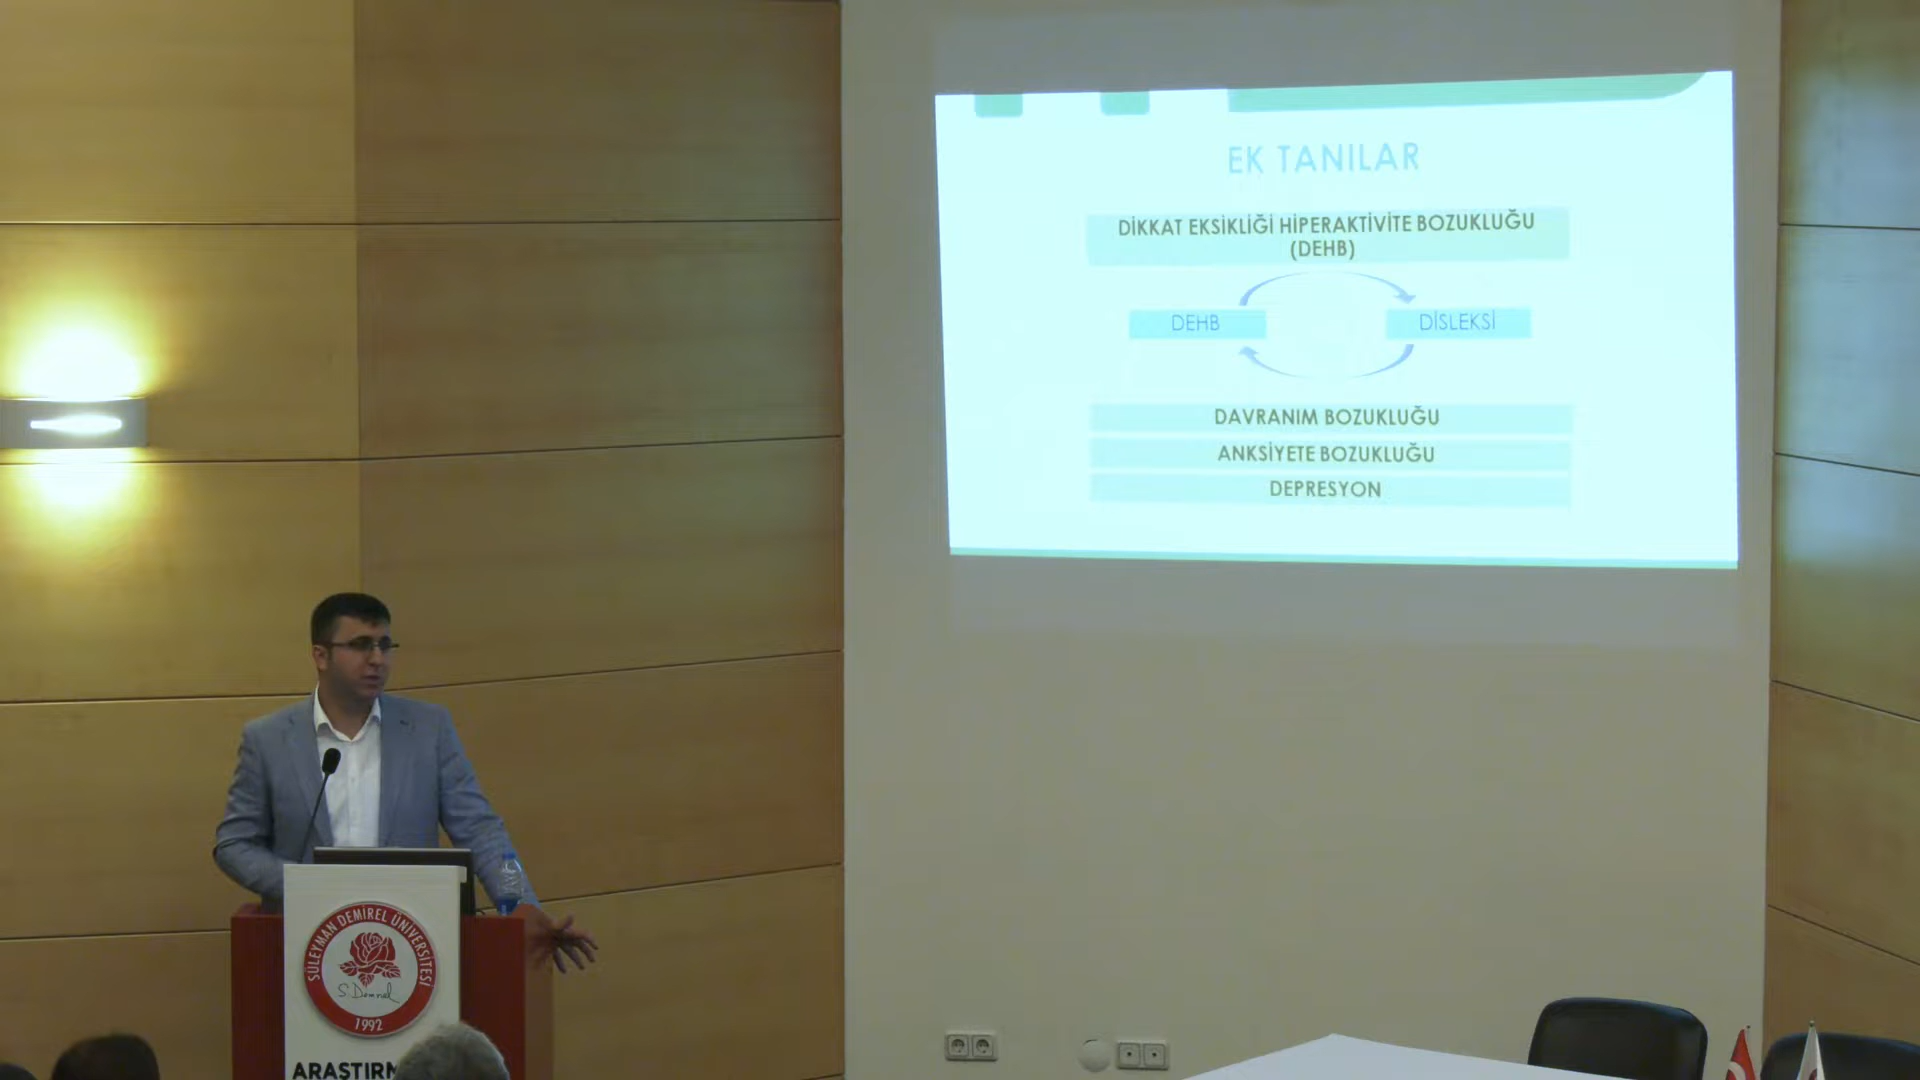 EK TANILAR
DİKKAT EKSİKLİĞİ HİPERAKTİVİTE BOZUKLUĞU
(DEHB)
DEHB
DİSLEKSİ
DAVRANIM BOZUKLUĞU
ANKSİYETE BOZUKLUĞU
DEPRESYON
SÜLEYMAN DEMİREL ÜNİVERSİTESİ
S. Demirel
1992
ARAŞTIRM